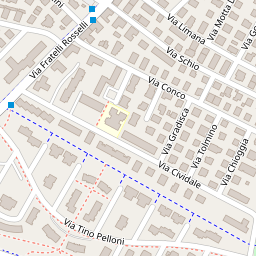 Via Limana
Via Motta
Via Schio
Via Fratelli Rosselli
Via Conco
Via Gradisca
Via Tolmino
Via Chioggia
Via Cividale
Via Tino Pelloni